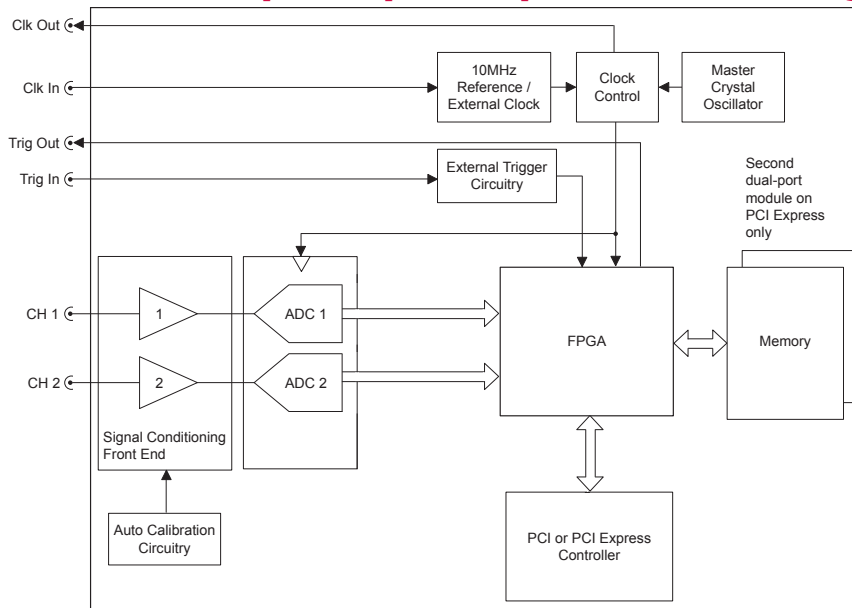 Clk Out
Clk In
Trig Out
Trig In
10MHz
Reference /
External Clock
Clock
Control
Master
Crystal
Oscillator
External Trigger
Circuitry
Second
dual-port
module on
PCI Express
only
CH 1
1
ADC 1
FPGA
Memory
CH 2
2
ADC 2
Signal Conditioning
Front End
Auto Calibration
Circuitry
PCI or PCI Express
Controller